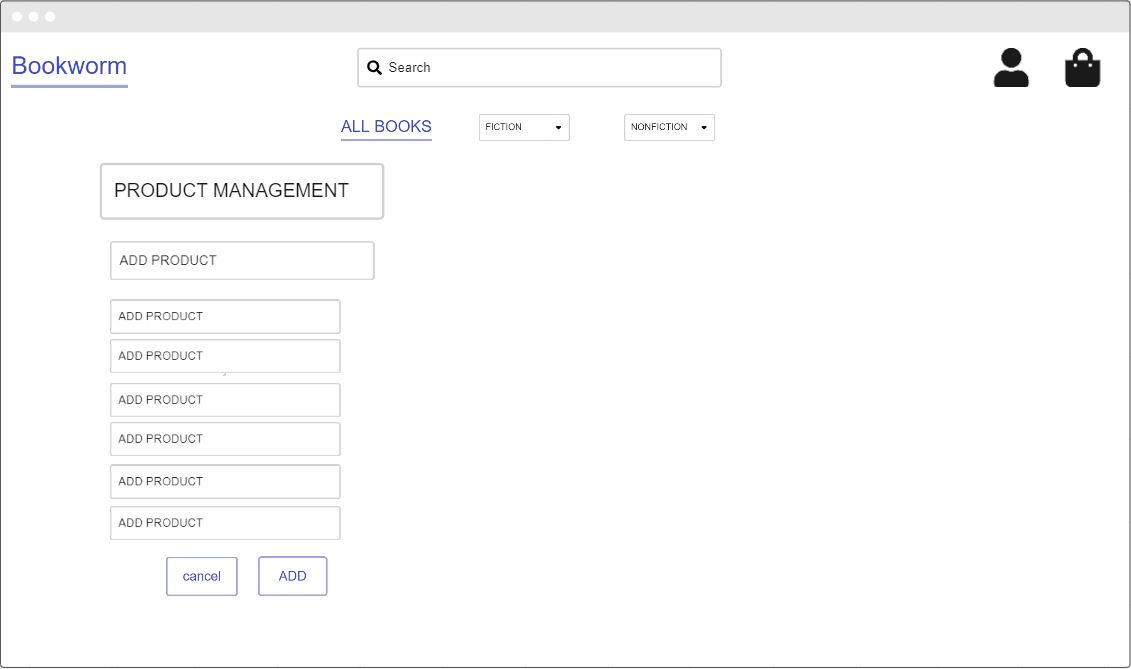 Bookworm
Search
ALL BOOKS
FICTION
NONFICTION
PRODUCT MANAGEMENT
ADD PRODUCT
ADD PRODUCT
ADD PRODUCT
ADD PRODUCT
ADD PRODUCT
ADD PRODUCT
ADD PRODUCT
cancel
ADD